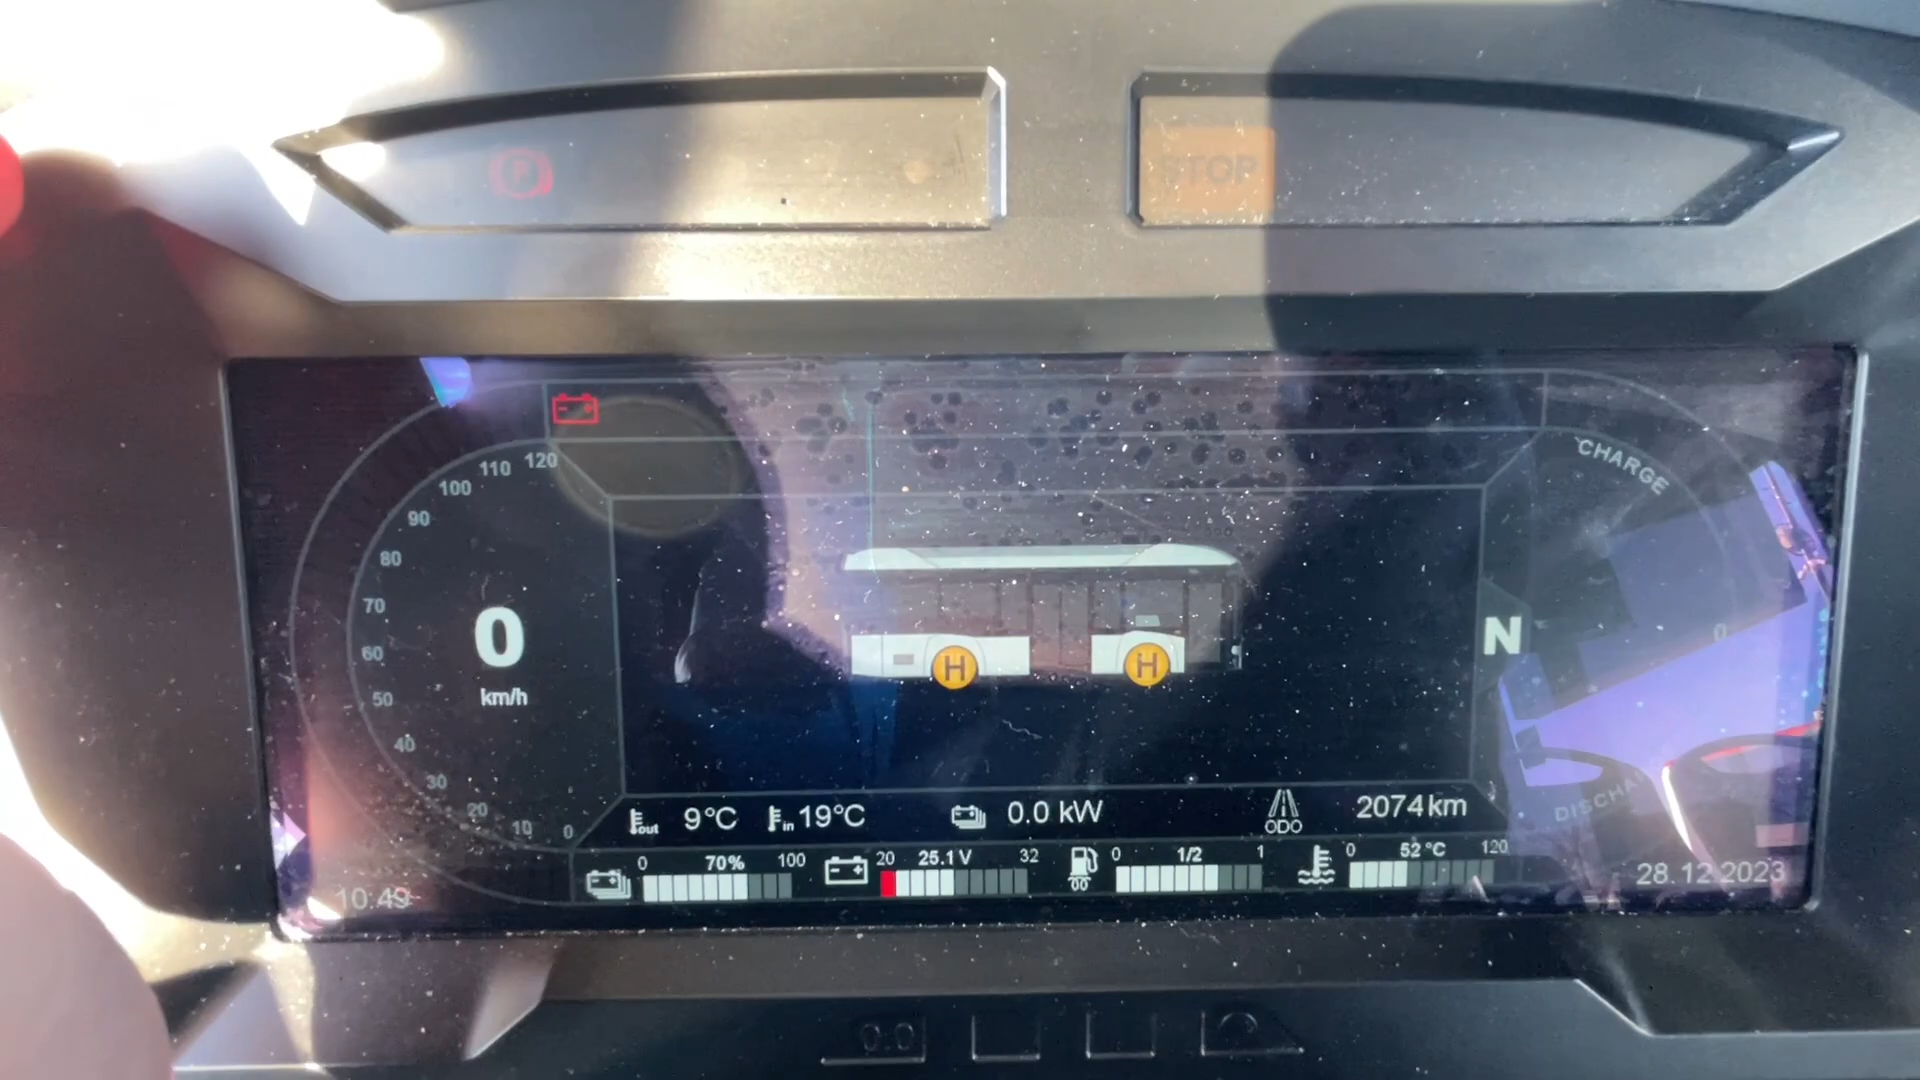 P
STOP
120
110
100
90
80
70
60
50
40
30
20
10
0
0
km/h
H
H
N
CHARGE
0
DISCHA
out 9°C in 19°C 0.0 kW ODO 2074 km
0 70% 100 20 25.1 V 32 0 1/2 1 0 52 °C 120
10:49
28.12.2023